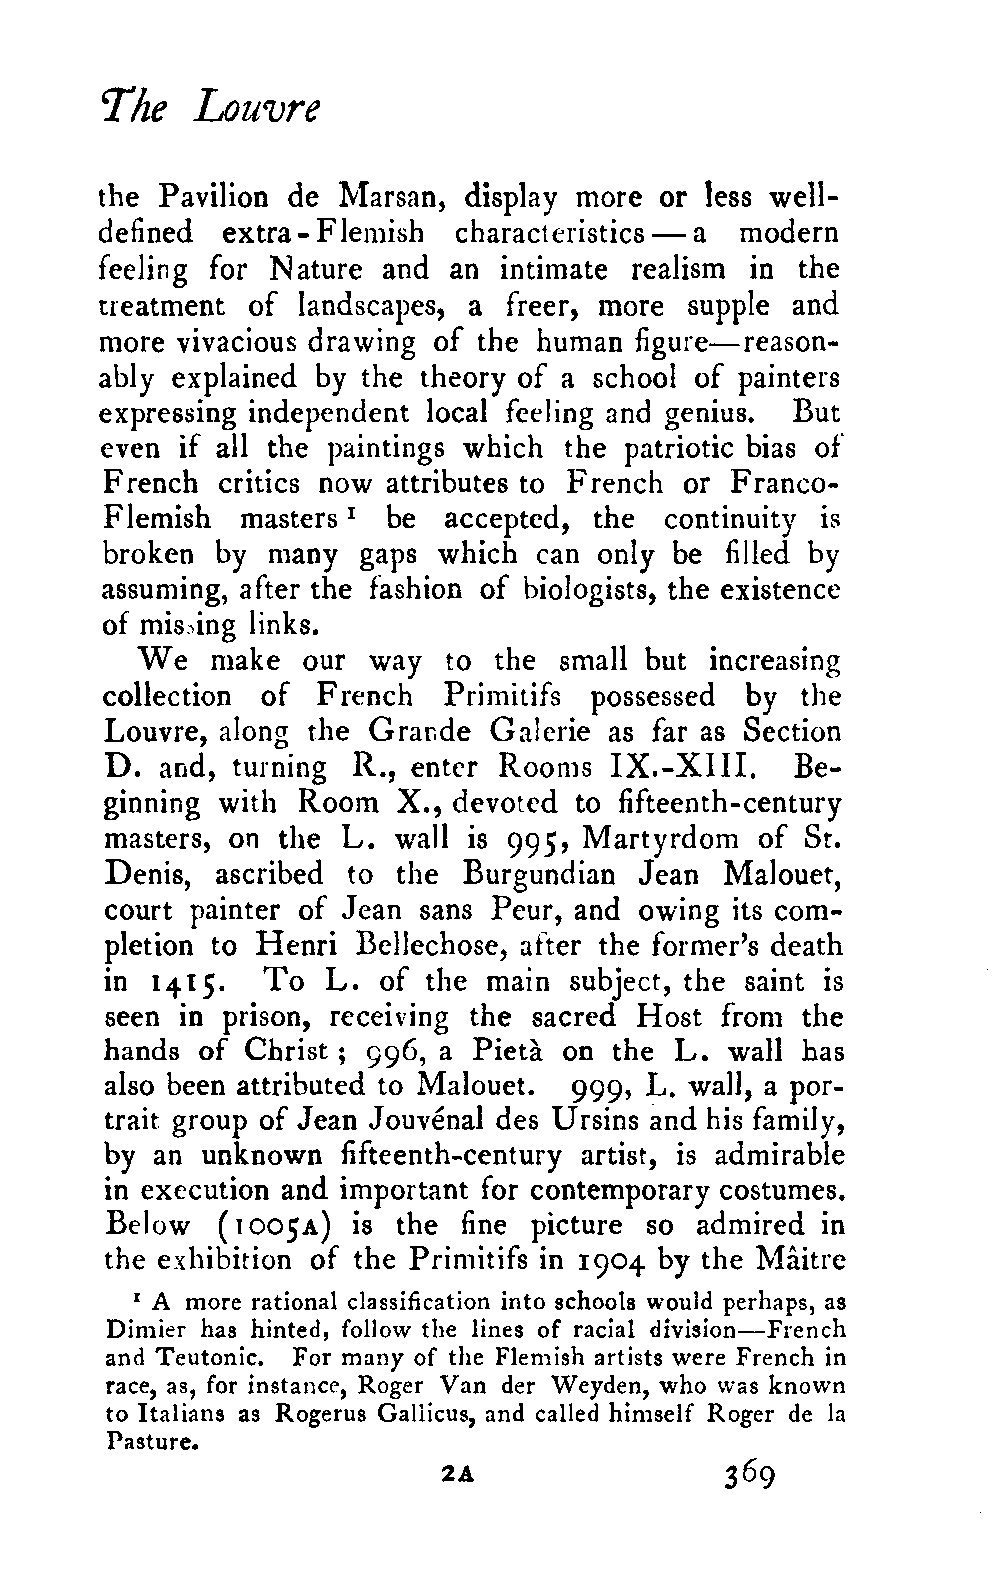 The Louvre
the Pavilion de Marsan, display more or less well-
defined extra-Flemish characteristics—a modern
feeling for Nature and an intimate realism in the
treatment of landscapes, a freer, more supple and
more vivacious drawing of the human figure—reason-
ably explained by the theory of a school of painters
expressing independent local feeling and genius. But
even if all the paintings which the patriotic bias of
French critics now attributes to French or Franco-
Flemish masters ¹ be accepted, the continuity is
broken by many gaps which can only be filled by
assuming, after the fashion of biologists, the existence
of missing links.
We make our way to the small but increasing
collection of French Primitifs possessed by the
Louvre, along the Grande Galerie as far as Section
D. and, turning R., enter Rooms IX.-XIII. Be-
ginning with Room X., devoted to fifteenth-century
masters, on the L. wall is 995, Martyrdom of St.
Denis, ascribed to the Burgundian Jean Malouet,
court painter of Jean sans Peur, and owing its com-
pletion to Henri Bellechose, after the former's death
in 1415. To L. of the main subject, the saint is
seen in prison, receiving the sacred Host from the
hands of Christ ; 996, a Pietà on the L. wall has
also been attributed to Malouet. 999, L. wall, a por-
trait group of Jean Jouvénal des Ursins and his family,
by an unknown fifteenth-century artist, is admirable
in execution and important for contemporary costumes.
Below (1005A) is the fine picture so admired in
the exhibition of the Primitifs in 1904 by the Mâitre
¹ A more rational classification into schools would perhaps, as
Dimier has hinted, follow the lines of racial division—French
and Teutonic. For many of the Flemish artists were French in
race, as, for instance, Roger Van der Weyden, who was known
to Italians as Rogerus Gallicus, and called himself Roger de la
Pasture.
2A 369